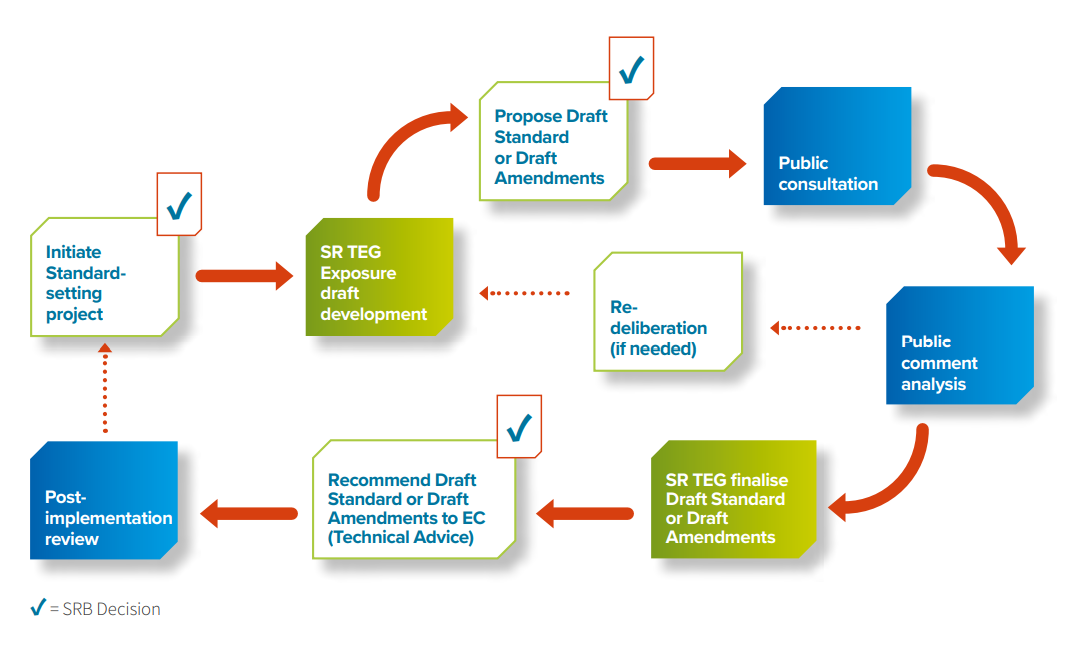 Propose Draft
Standard
or Draft
Amendments
Public
consultation
Initiate
Standard-
setting
project
SR TEG
Exposure
draft
development
Re-
deliberation
(if needed)
Public
comment
analysis
Post-
implementation
review
Recommend Draft
Standard or Draft
Amendments to EC
(Technical Advice)
SR TEG finalise
Draft Standard
or Draft
Amendments
✓ = SRB Decision